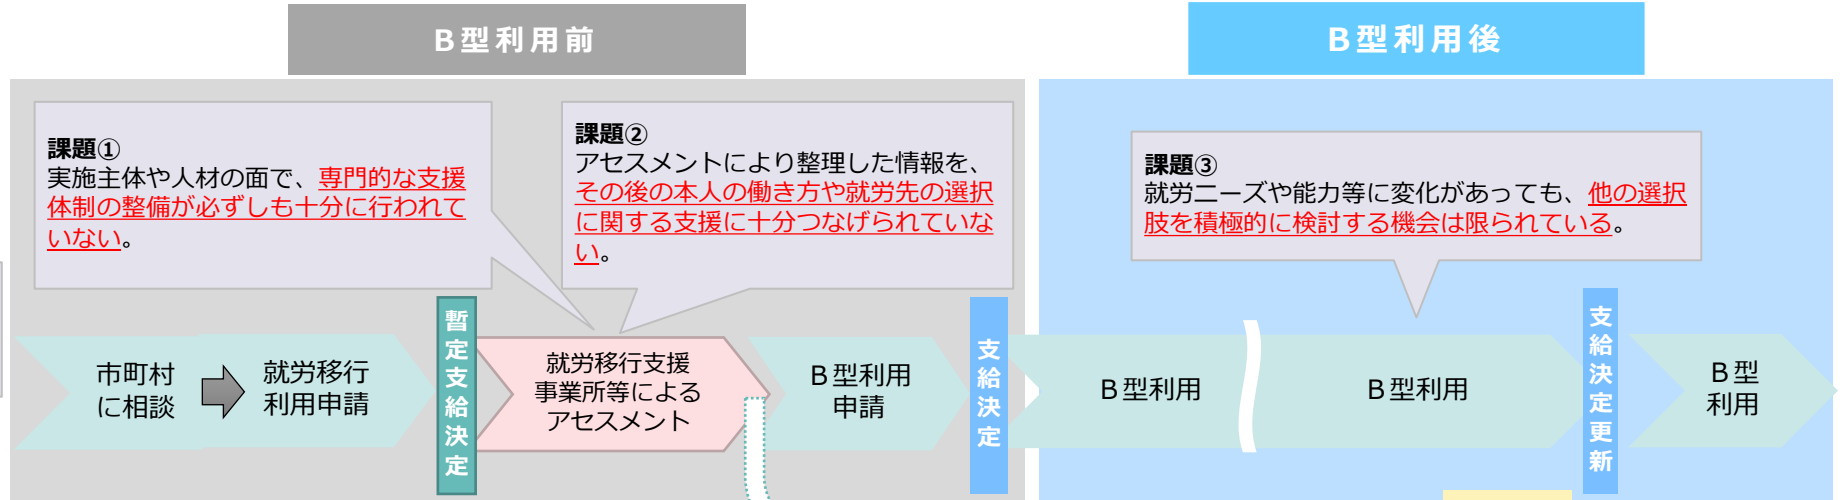 B型利用前
B型利用後
課題①
実施主体や人材の面で、専門的な支援
体制の整備が必ずしも十分に行われて
いない。
課題②
アセスメントにより整理した情報を、
その後の本人の働き方や就労先の選択
に関する支援に十分つなげられていな
い。
課題③
就労ニーズや能力等に変化があっても、他の選択
肢を積極的に検討する機会は限られている。
市町村
に相談
就労移行
利用申請
暫定支給決定
就労移行支援
事業所等による
アセスメント
B型利用
申請
支給決定
B型利用
B型利用
支給決定更新
B型
利用